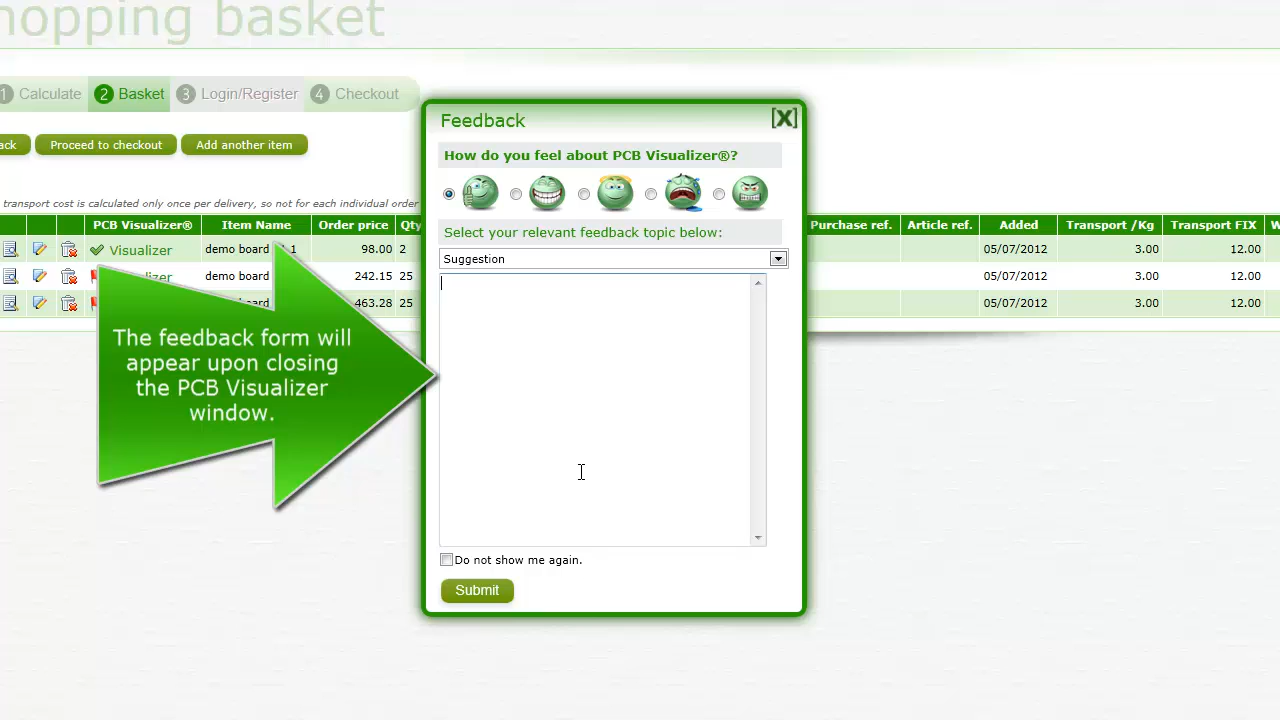 hopping basket
1 Calculate 2 Basket 3 Login/Register 4 Checkout
ack Proceed to checkout Add another item
transport cost is calculated only once per delivery, so not for each individual order
PCB Visualizer® Item Name Order price Qty Purchase ref. Article ref. Added Transport /Kg Transport FIX W
Visualizer demo board 1 98.00 2 05/07/2012 3.00 12.00
Visualizer demo board 242.15 25 05/07/2012 3.00 12.00
board 463.28 25 05/07/2012 3.00 12.00
The feedback form will
appear upon closing
the PCB Visualizer
window.
Feedback [X]
How do you feel about PCB Visualizer®?
Select your relevant feedback topic below:
Suggestion
Do not show me again.
Submit